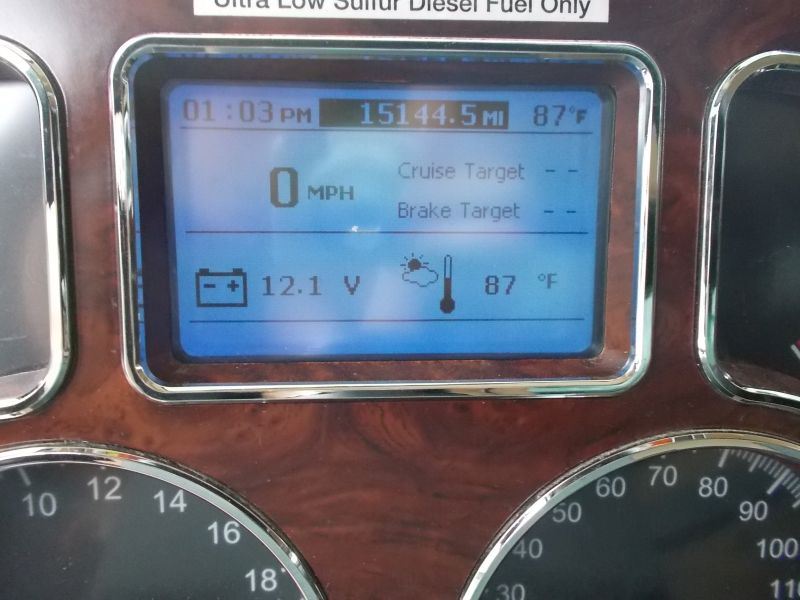 Ultra Low Sulfur Diesel Fuel Only
01:03 PM 15144.5 MI 87°F
0 MPH
Cruise Target - -
Brake Target - -
- +
12.1 V 87 °F
10 12 14 16 18
30 40 50 60 70 80 90 100 110